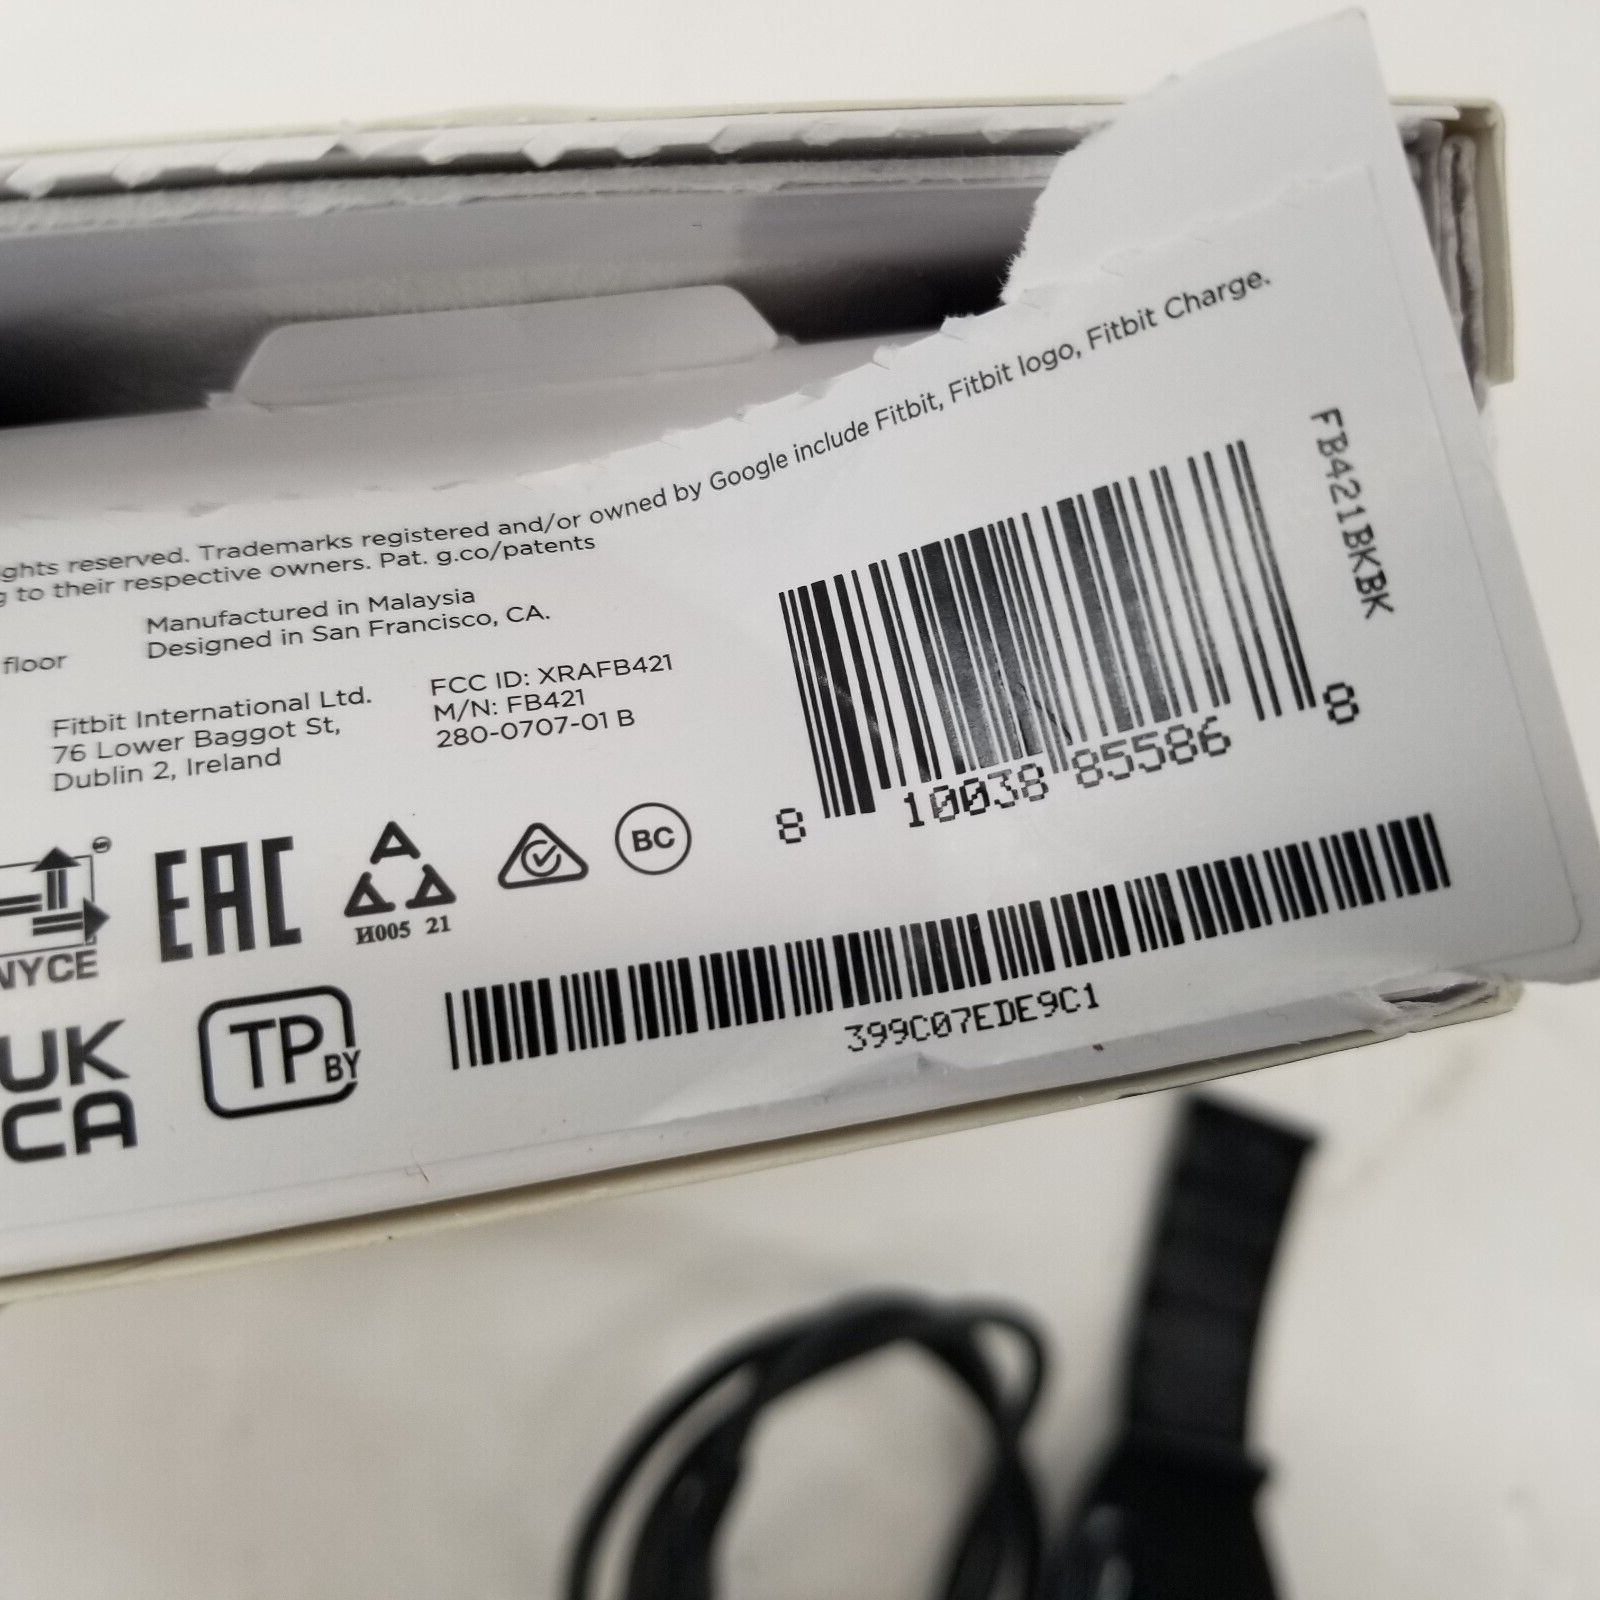 ghts reserved. Trademarks registered and/or owned by Google include Fitbit, Fitbit logo, Fitbit Charge.
g to their respective owners. Pat. g.co/patents
Manufactured in Malaysia
Designed in San Francisco, CA.
floor
Fitbit International Ltd.
76 Lower Baggot St,
Dublin 2, Ireland
FCC ID: XRAFB421
M/N: FB421
280-0707-01 B
FB421BKBK
8 10038 85586 8
NYCE
EAC
И005 21
BC
UK
CA
TP BY
399C07EDE9C1